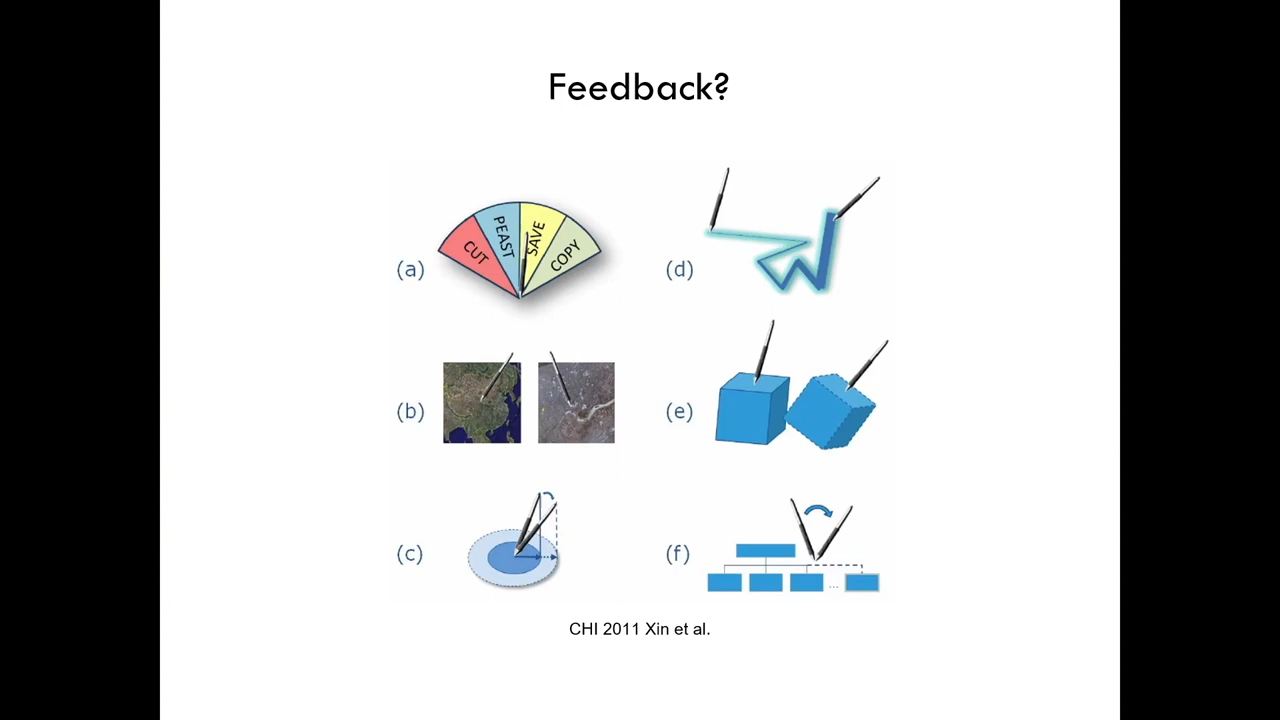 Feedback?
(a)
CUT
PEAST
SAVE
COPY
(b)
(c)
(d)
(e)
(f)
...
CHI 2011 Xin et al.